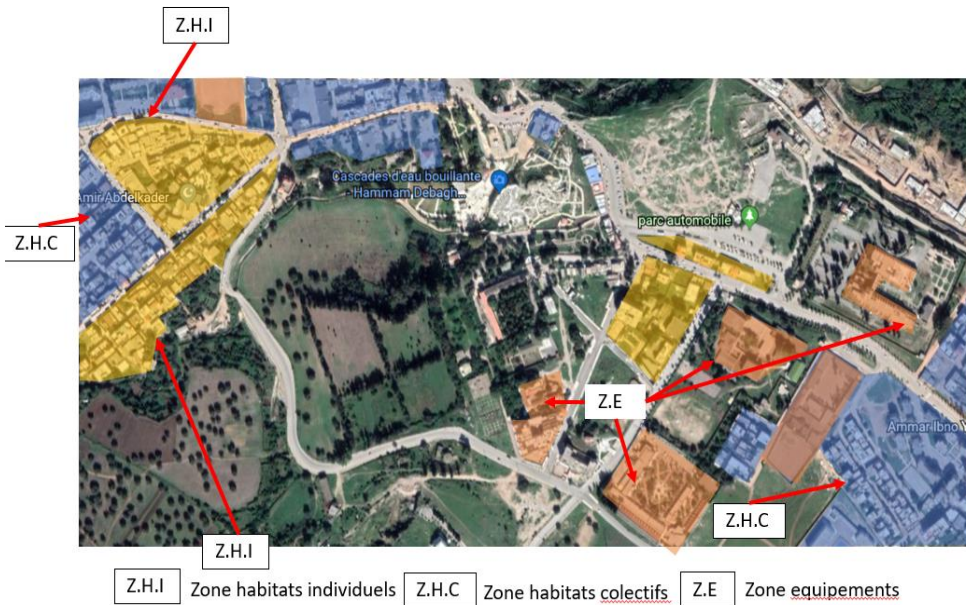 Z.H.I
Cascades d'eau bouillante
- Hammam Debagh...
Amir Abdelkader
parc automobile
Z.H.C
Z.E
Ammar Ibno Y
Z.H.C
Z.H.I
Z.H.I Zone habitats individuels Z.H.C Zone habitats colectifs Z.E Zone equipements